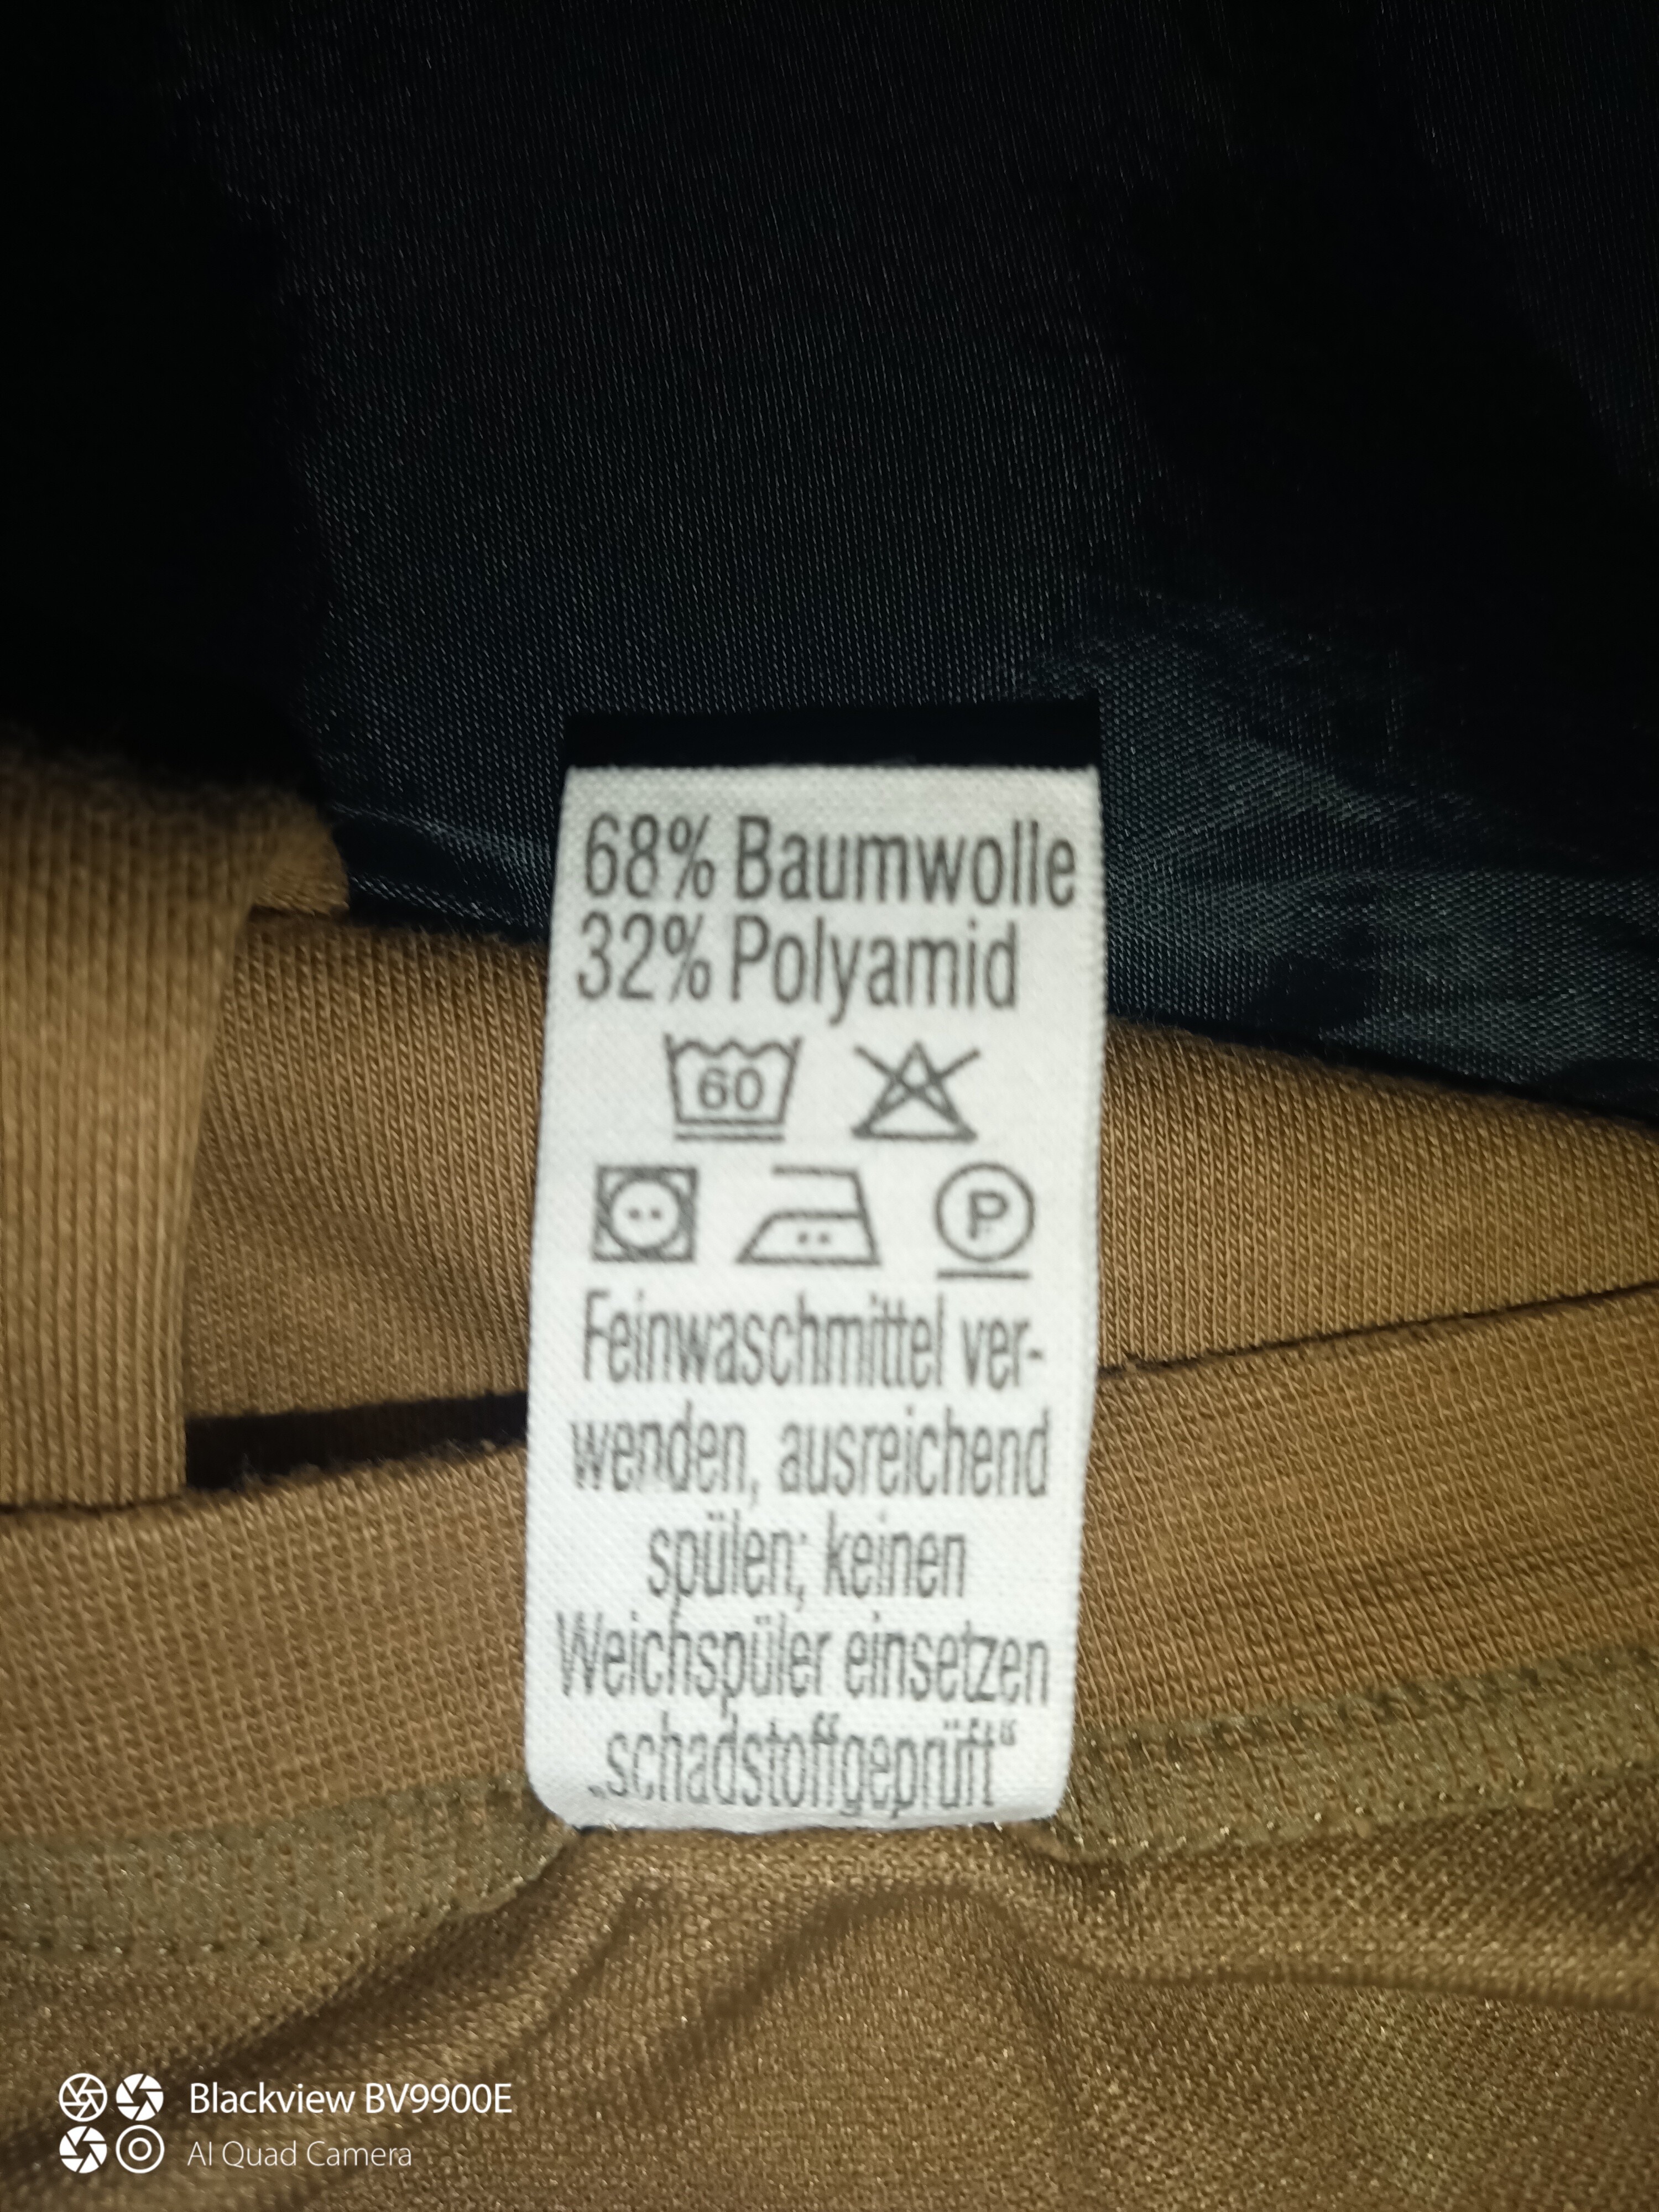 68% Baumwolle
32% Polyamid
60
P
Feinwaschmittel ver-
wenden, ausreichend
spülen; keinen
Weichspüler einsetzen
„schadstoffgeprüft“
Blackview BV9900E
AI Quad Camera